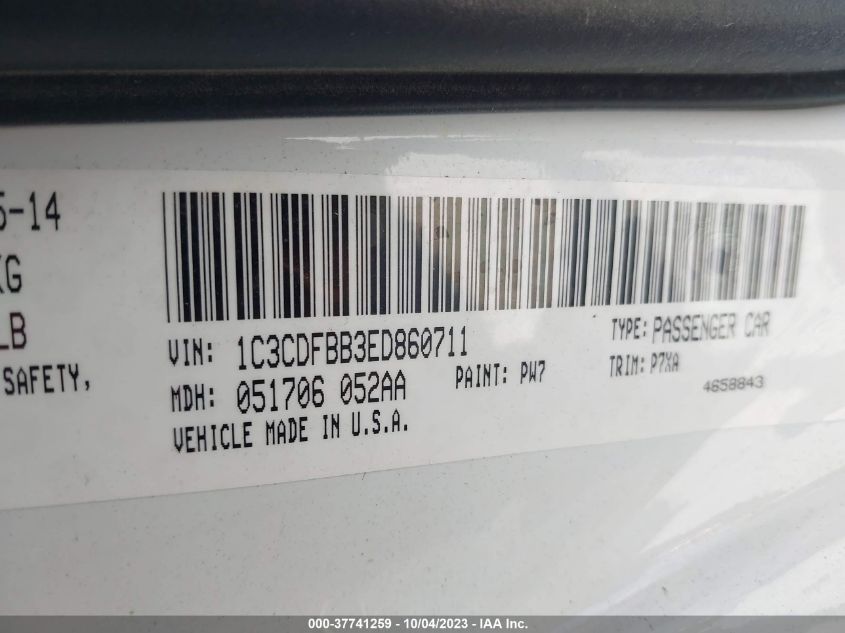 5-14
KG
LB
SAFETY,
VIN: 1C3CDFBB3ED860711
TYPE: PASSENGER CAR
MDH: 051706 052AA
PAINT: PW7
TRIM: P7XA
4658843
VEHICLE MADE IN U.S.A.
000-37741259 - 10/04/2023 - IAA Inc.